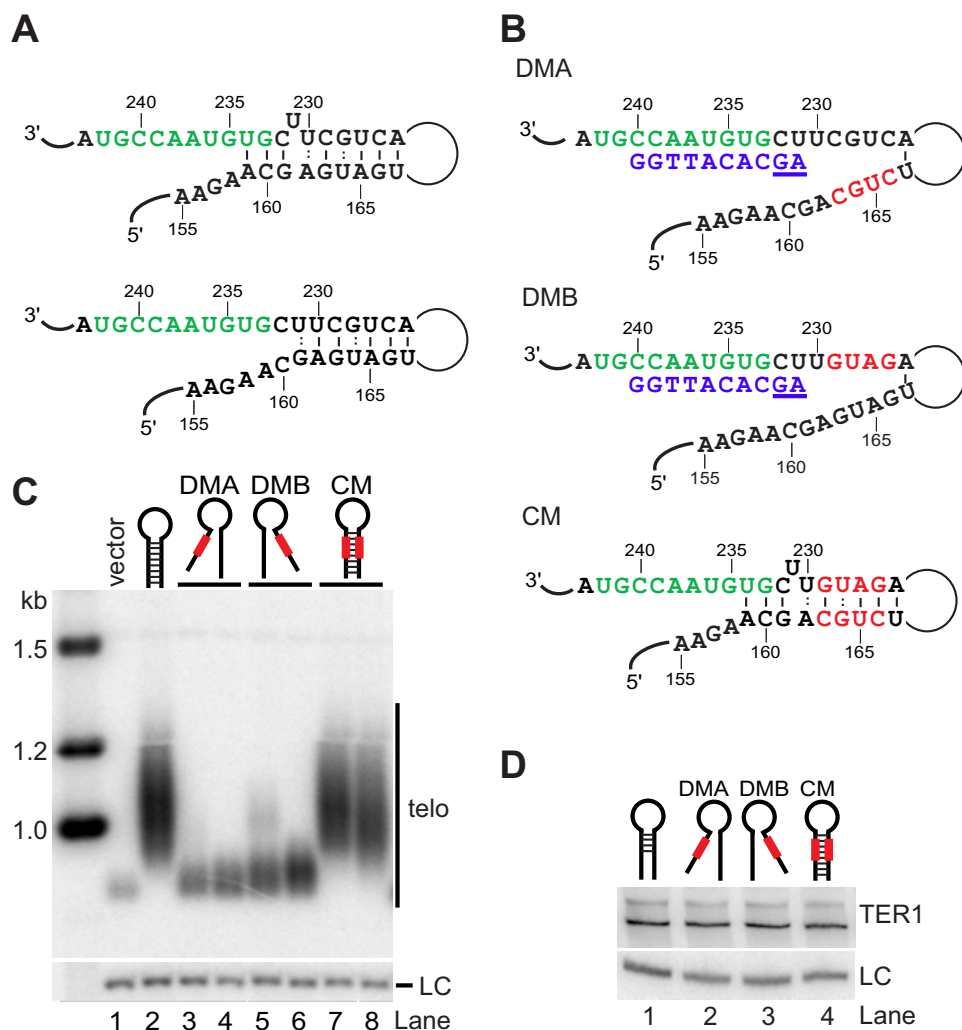 A
240 235 230
U
3' AUGCCAAUGUGC UCGUCA
AAGAACGAGUAGU
155 160 165
5'
240 235 230
3' AUGCCAAUGUGCUUCGUCA
AAGAACGAGUAGU
155 160 165
5'
B
DMA
240 235 230
3' AUGCCAAUGUGCUUCGUCA
GGTTACACGA
AAGAACGACGUCU
155 160 165
5'
DMB
240 235 230
3' AUGCCAAUGUGCUUGUAGA
GGTTACACGA
AAGAACGAGUAGU
155 160 165
5'
CM
240 235 230
U
3' AUGCCAAUGUGC UGUAGA
AAGAACGACGUCU
155 160 165
5'
C
vector DMA DMB CM
kb
1.5
1.2
1.0
telo
LC
1 2 3 4 5 6 7 8 Lane
D
DMA DMB CM
TER1
LC
1 2 3 4 Lane